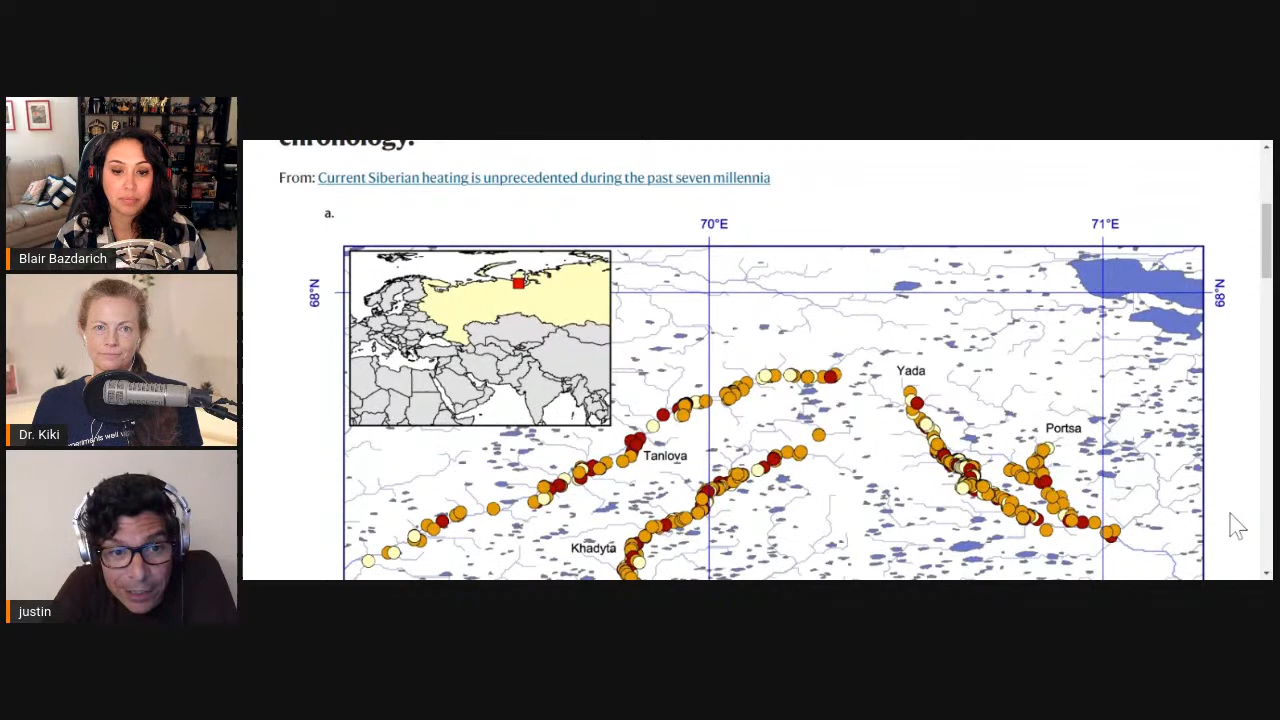 Blair Bazdarich
Dr. Kiki
justin
chronology.
From: Current Siberian heating is unprecedented during the past seven millennia
a.
70°E
71°E
68°N
68°N
Yada
Portsa
Tanlova
Khadyta